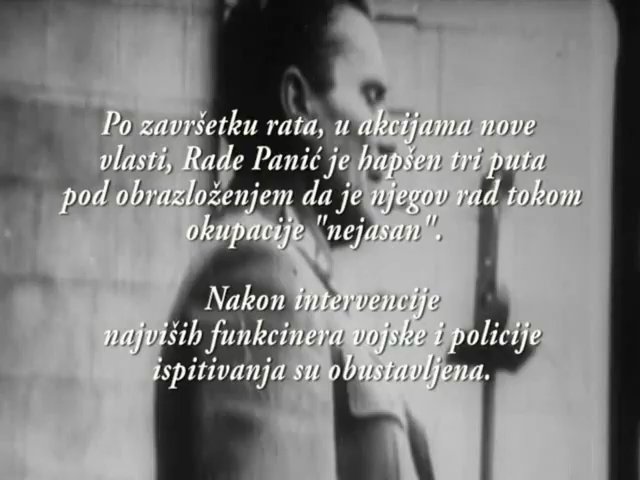 Po završetku rata, u akcijama nove
vlasti, Rade Panić je hapšen tri puta
pod obrazloženjem da je njegov rad tokom
okupacije "nejasan".
Nakon intervencije
najviših funkcinera vojske i policije
ispitivanja su obustavljena.